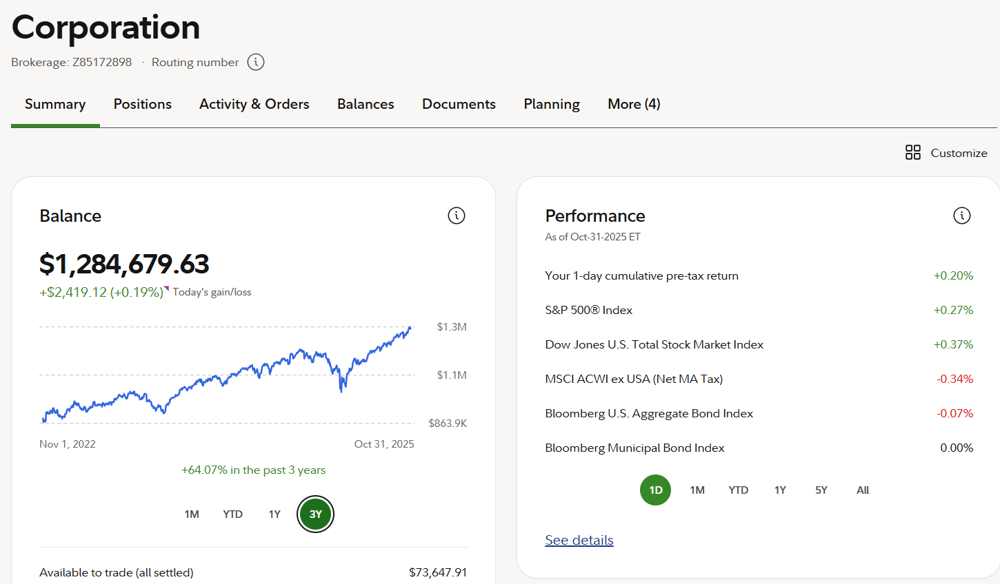 Corporation
Brokerage: Z85172898 · Routing number
Summary Positions Activity & Orders Balances Documents Planning More (4)
Customize
Balance
$1,284,679.63
+$2,419.12 (+0.19%) Today's gain/loss
$1.3M
$1.1M
$863.9K
Nov 1, 2022 Oct 31, 2025
+64.07% in the past 3 years
1M YTD 1Y 3Y
Available to trade (all settled) $73,647.91
Performance
As of Oct-31-2025 ET
Your 1-day cumulative pre-tax return +0.20%
S&P 500® Index +0.27%
Dow Jones U.S. Total Stock Market Index +0.37%
MSCI ACWI ex USA (Net MA Tax) -0.34%
Bloomberg U.S. Aggregate Bond Index -0.07%
Bloomberg Municipal Bond Index 0.00%
1D 1M YTD 1Y 5Y All
See details